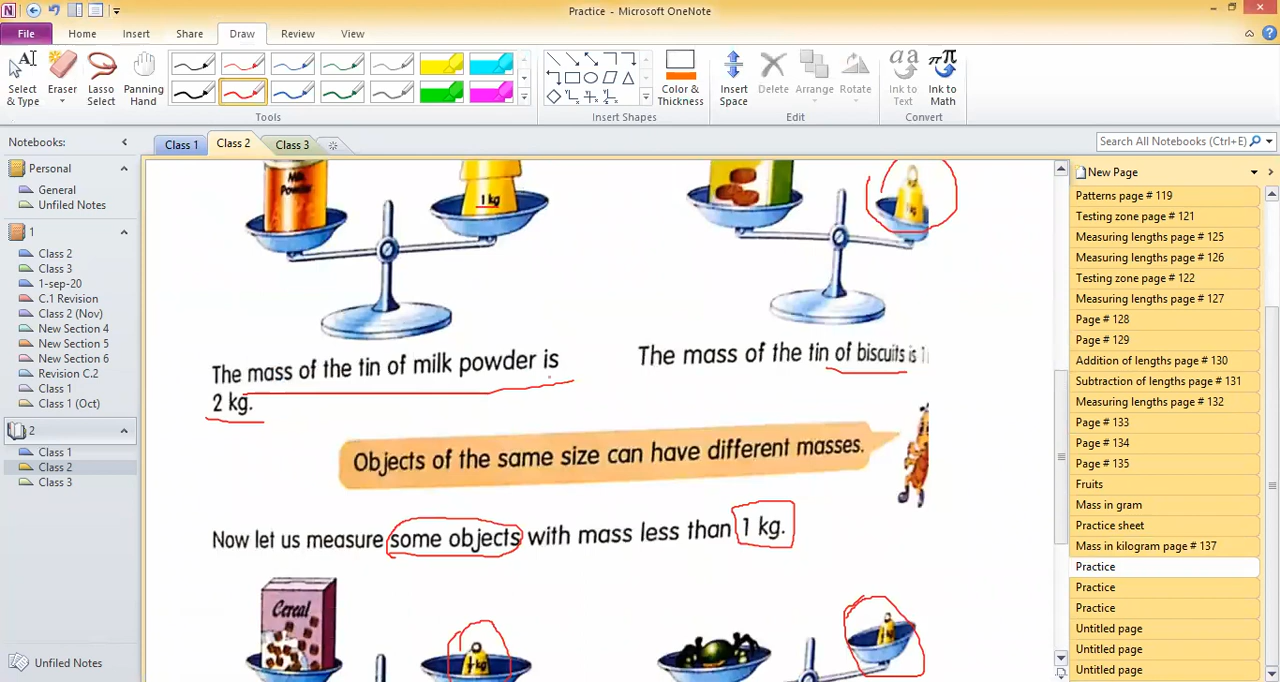 Practice - Microsoft OneNote
File Home Insert Share Draw Review View
Select & Type
Eraser
Lasso Select
Panning Hand
Color & Thickness
Insert Space
Delete
Arrange
Rotate
Ink to Text
Ink to Math
Tools
Insert Shapes
Edit
Convert
Notebooks:
Personal
General
Unfiled Notes
1
Class 2
Class 3
1-sep-20
C.1 Revision
Class 2 (Nov)
New Section 4
New Section 5
New Section 6
Revision C.2
Class 1
Class 1 (Oct)
2
Class 1
Class 2
Class 3
Unfiled Notes
Class 1 Class 2 Class 3
Search All Notebooks (Ctrl+E)
Milk Powder
1 kg
1 kg
The mass of the tin of milk powder is
2 kg.
The mass of the tin of biscuits is 1
Objects of the same size can have different masses.
Now let us measure some objects with mass less than 1 kg.
Cereal
New Page
Patterns page # 119
Testing zone page # 121
Measuring lengths page # 125
Measuring lengths page # 126
Testing zone page # 122
Measuring lengths page # 127
Page # 128
Page # 129
Addition of lengths page # 130
Subtraction of lengths page # 131
Measuring lengths page # 132
Page # 133
Page # 134
Page # 135
Fruits
Mass in gram
Practice sheet
Mass in kilogram page # 137
Practice
Practice
Practice
Untitled page
Untitled page
Untitled page